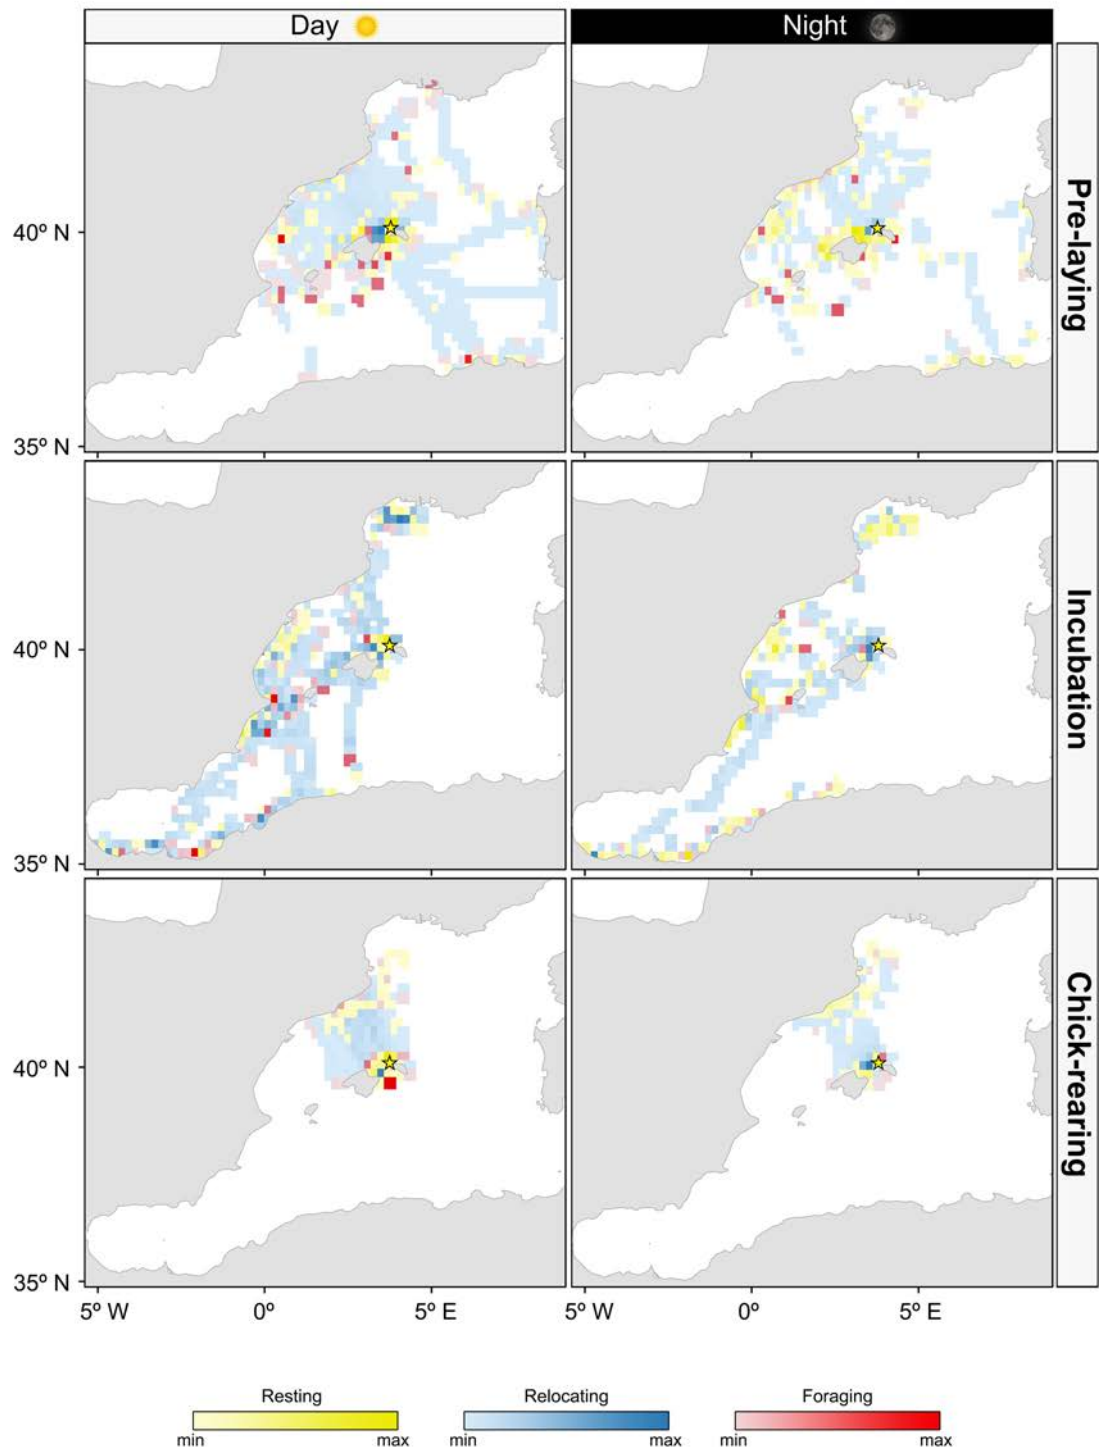 Day
Night
40º N
35º N
Pre-laying
40º N
35º N
Incubation
40º N
35º N
Chick-rearing
5º W
0º
5º E
5º W
0º
5º E
Resting
Relocating
Foraging
min
max
min
max
min
max